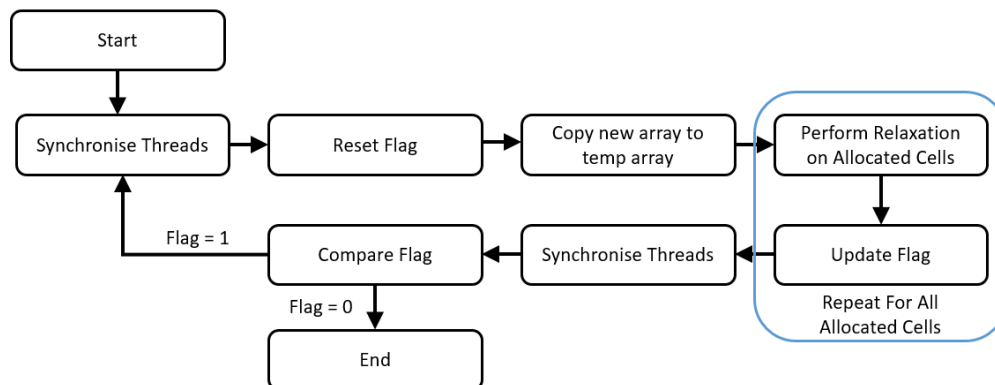 Start
Synchronise Threads
Reset Flag
Copy new array to
temp array
Perform Relaxation
on Allocated Cells
Flag = 1
Compare Flag
Synchronise Threads
Update Flag
Flag = 0
Repeat For All
Allocated Cells
End